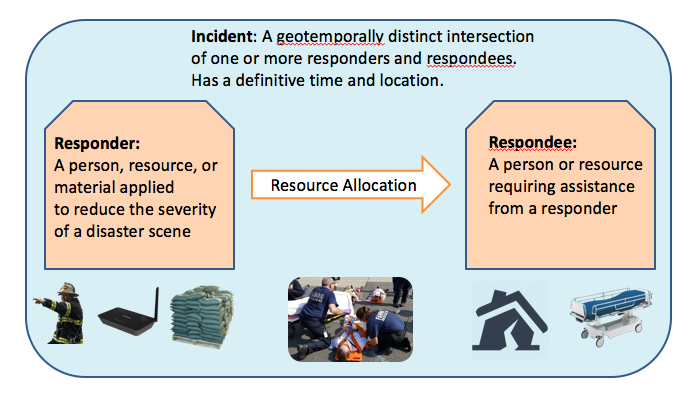 Incident: A geotemporally distinct intersection
of one or more responders and respondees.
Has a definitive time and location.
Responder:
A person, resource, or
material applied
to reduce the severity
of a disaster scene
Resource Allocation
Respondee:
A person or resource
requiring assistance
from a responder